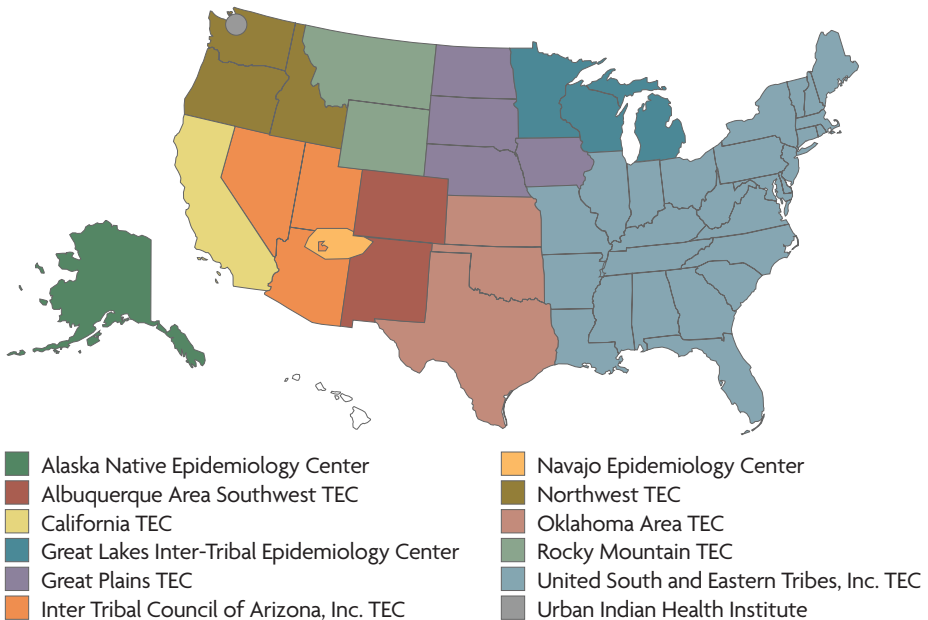 Alaska Native Epidemiology Center
Albuquerque Area Southwest TEC
California TEC
Great Lakes Inter-Tribal Epidemiology Center
Great Plains TEC
Inter Tribal Council of Arizona, Inc. TEC
Navajo Epidemiology Center
Northwest TEC
Oklahoma Area TEC
Rocky Mountain TEC
United South and Eastern Tribes, Inc. TEC
Urban Indian Health Institute